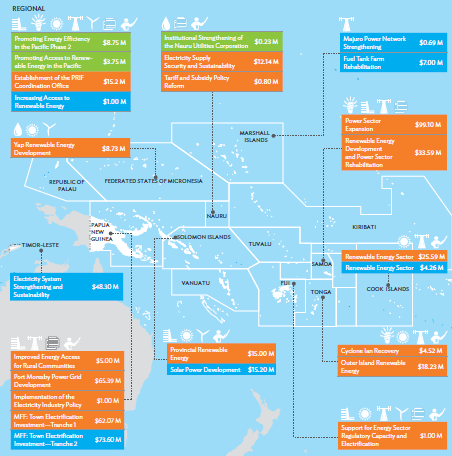 REGIONAL
Promoting Energy Efficiency
in the Pacific Phase 2
$8.75 M
Promoting Access to Renew-
able Energy in the Pacific
$3.75 M
Establishment of the PRIF
Coordination Office
$15.2 M
Increasing Access to
Renewable Energy
$1.00 M
Institutional Strengthening of
the Nauru Utilities Corporation
$0.23 M
Electricity Supply
Security and Sustainability
$12.14 M
Tariff and Subsidy Policy
Reform
$0.80 M
Majuro Power Network
Strengthening
$0.69 M
Fuel Tank Farm
Rehabilitation
$7.00 M
Power Sector
Expansion
$99.10 M
Renewable Energy
Development
and Power Sector
Rehabilitation
$33.59 M
Yap Renewable Energy
Development
$8.73 M
MARSHALL
ISLANDS
REPUBLIC OF
PALAU
FEDERATED STATES OF MICRONESIA
NAURU
PAPUA
NEW
GUINEA
SOLOMON ISLANDS
TUVALU
KIRIBATI
TIMOR-LESTE
SAMOA
VANUATU
FIJI
TONGA
COOK ISLANDS
Renewable Energy Sector $25.59 M
Renewable Energy Sector $4.26 M
Electricity System
Strengthening and
Sustainability
$48.30 M
Improved Energy Access
for Rural Communities
$5.00 M
Port Moresby Power Grid
Development
$65.39 M
Implementation of the
Electricity Industry Policy
$1.00 M
MFF: Town Electrification
Investment—Tranche 1
$62.07 M
MFF: Town Electrification
Investment—Tranche 2
$73.60 M
Provincial Renewable
Energy
$15.00 M
Solar Power Development $15.20 M
Cyclone Ian Recovery $4.52 M
Outer Island Renewable
Energy
$18.23 M
Support for Energy Sector
Regulatory Capacity and
Electrification
$1.00 M